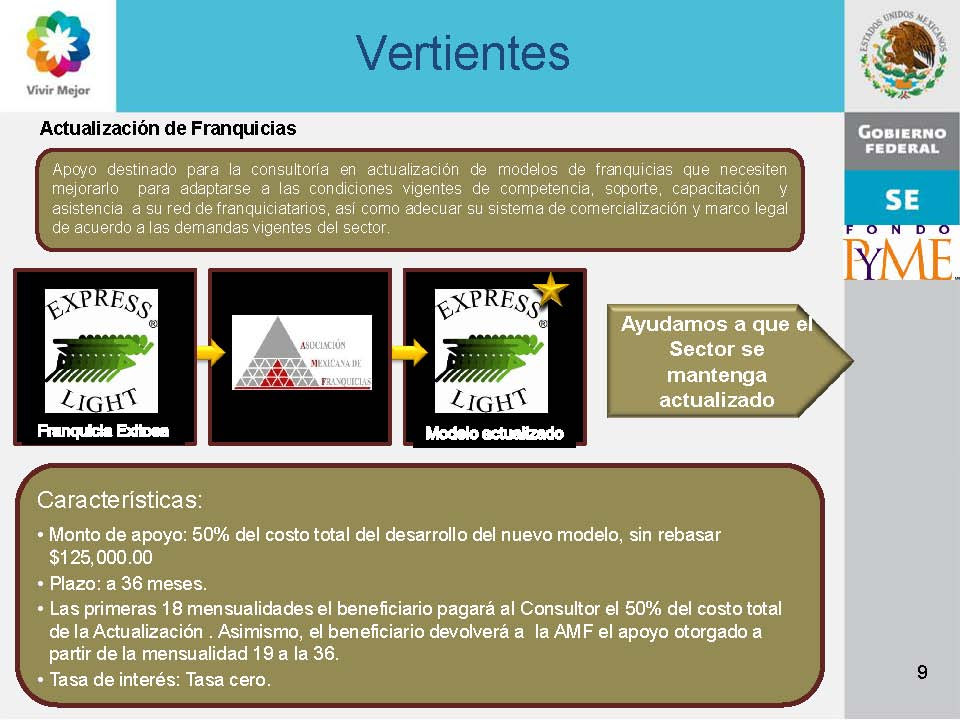 Vivir Mejor
Vertientes
ESTADOS UNIDOS MEXICANOS
GOBIERNO
FEDERAL
SE
FONDO
PYME
Actualización de Franquicias
Apoyo destinado para la consultoría en actualización de modelos de franquicias que necesiten
mejorarlo para adaptarse a las condiciones vigentes de competencia, soporte, capacitación y
asistencia a su red de franquiciatarios, así como adecuar su sistema de comercialización y marco legal
de acuerdo a las demandas vigentes del sector.
EXPRESS
®
LIGHT
Franquicia Exitosa
ASOCIACIÓN
MEXICANA DE
FRANQUICIAS
EXPRESS
®
LIGHT
Modelo actualizado
Ayudamos a que el
Sector se
mantenga
actualizado
Características:
• Monto de apoyo: 50% del costo total del desarrollo del nuevo modelo, sin rebasar
$125,000.00
• Plazo: a 36 meses.
• Las primeras 18 mensualidades el beneficiario pagará al Consultor el 50% del costo total
de la Actualización . Asimismo, el beneficiario devolverá a la AMF el apoyo otorgado a
partir de la mensualidad 19 a la 36.
• Tasa de interés: Tasa cero.
9